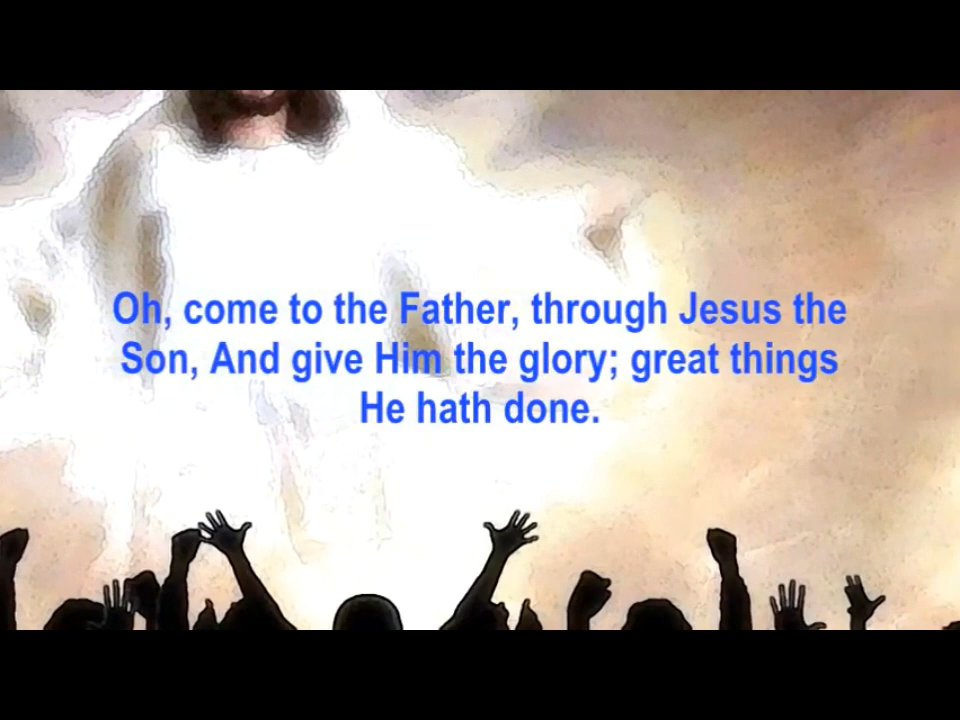 Oh, come to the Father, through Jesus the
Son, And give Him the glory; great things
He hath done.